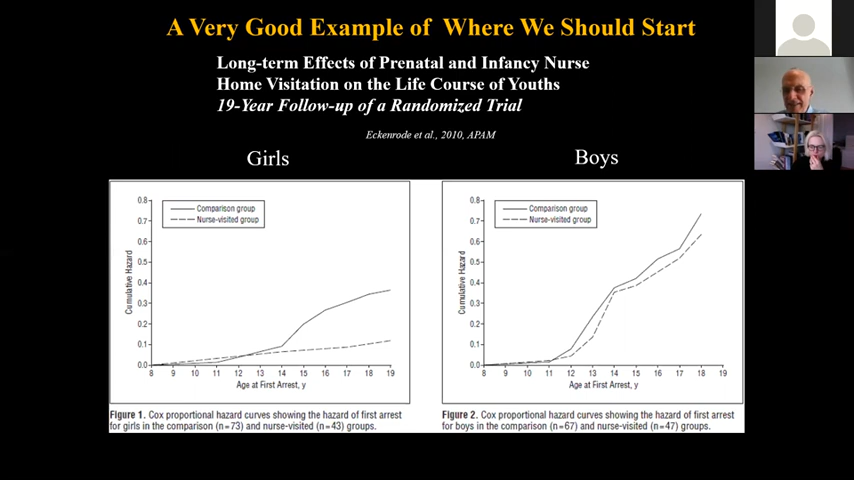 A Very Good Example of Where We Should Start
Long-term Effects of Prenatal and Infancy Nurse
Home Visitation on the Life Course of Youths
19-Year Follow-up of a Randomized Trial
Eckenrode et al., 2010, APAM
Girls
Boys
0.8
0.7
0.6
0.5
0.4
0.3
0.2
0.1
0.0
Cumulative Hazard
Comparison group
Nurse-visited group
8 9 10 11 12 13 14 15 16 17 18 19
Age at First Arrest, y
Figure 1. Cox proportional hazard curves showing the hazard of first arrest
for girls in the comparison (n=73) and nurse-visited (n=43) groups.
0.8
0.7
0.6
0.5
0.4
0.3
0.2
0.1
0.0
Cumulative Hazard
Comparison group
Nurse-visited group
8 9 10 11 12 13 14 15 16 17 18 19
Age at First Arrest, y
Figure 2. Cox proportional hazard curves showing the hazard of first arrest
for boys in the comparison (n=67) and nurse-visited (n=47) groups.